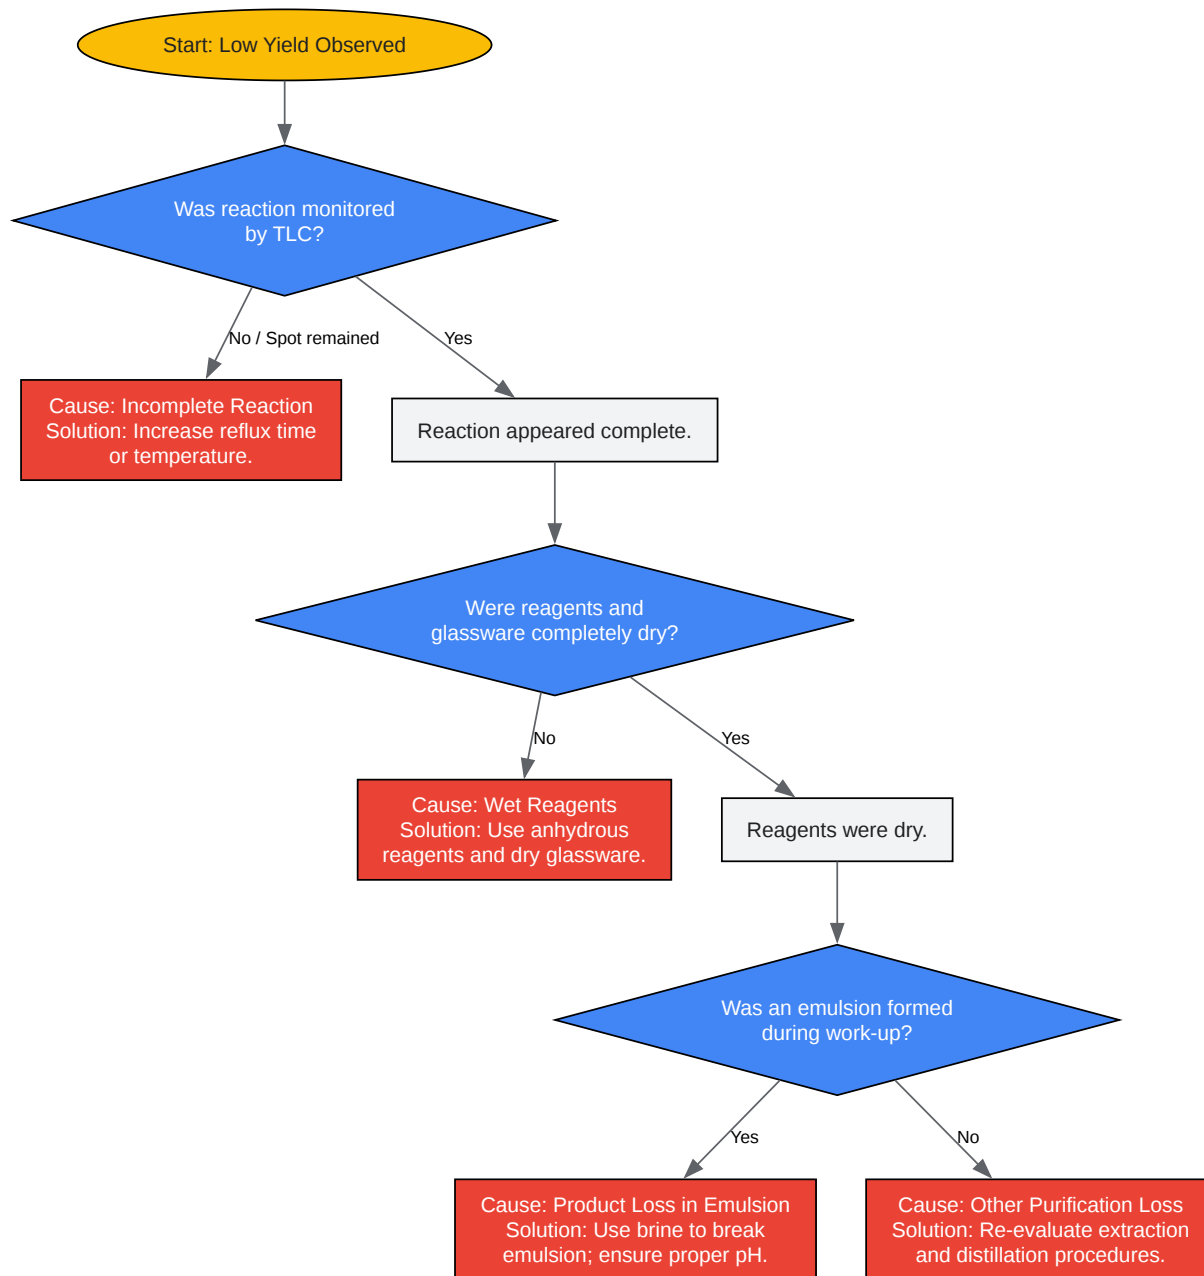 Start: Low Yield Observed
Was reaction monitored
by TLC?
No / Spot remained
Yes
Cause: Incomplete Reaction
Solution: Increase reflux time
or temperature.
Reaction appeared complete.
Were reagents and
glassware completely dry?
No
Yes
Cause: Wet Reagents
Solution: Use anhydrous
reagents and dry glassware.
Reagents were dry.
Was an emulsion formed
during work-up?
Yes
No
Cause: Product Loss in Emulsion
Solution: Use brine to break
emulsion; ensure proper pH.
Cause: Other Purification Loss
Solution: Re-evaluate extraction
and distillation procedures.